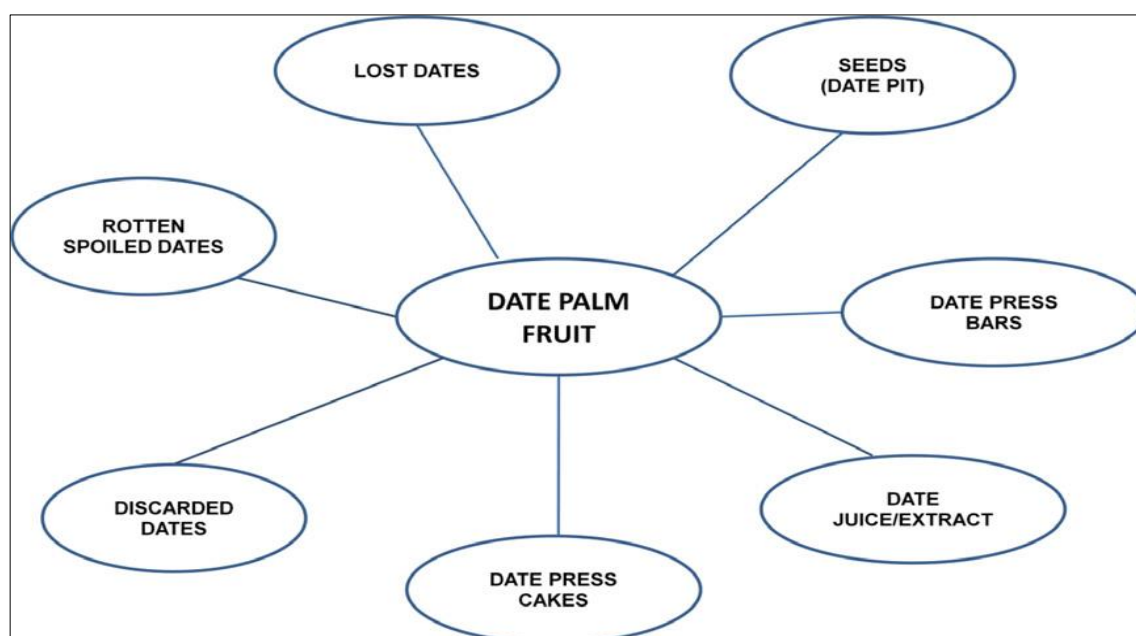 LOST DATES
SEEDS
(DATE PIT)
ROTTEN
SPOILED DATES
DATE PALM
FRUIT
DATE PRESS
BARS
DISCARDED
DATES
DATE
JUICE/EXTRACT
DATE PRESS
CAKES